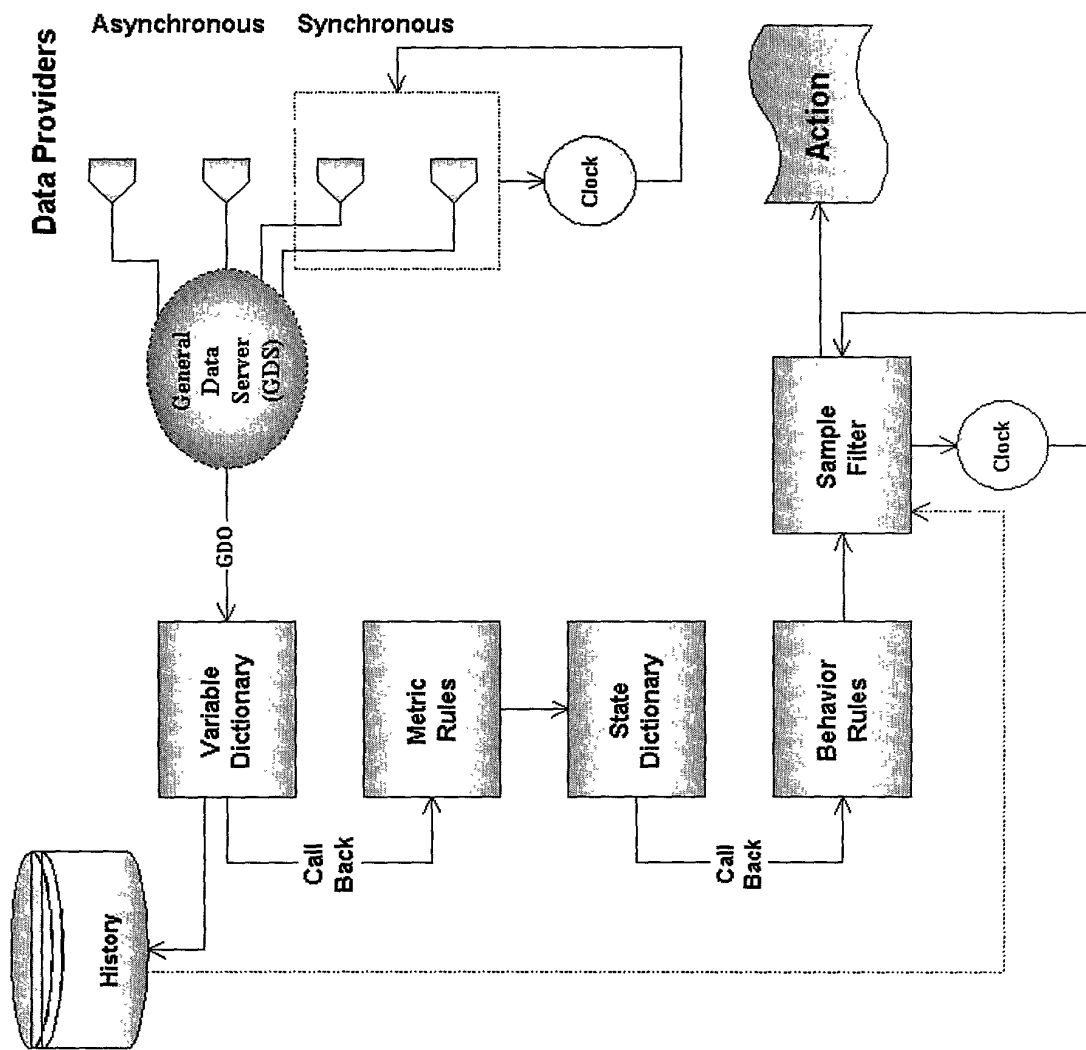 Data Providers
Asynchronous
Synchronous
General
Data
Server
(GDS)
Clock
GDO
Variable
Dictionary
History
Call
Back
Metric
Rules
State
Dictionary
Call
Back
Behavior
Rules
Sample
Filter
Clock
Action